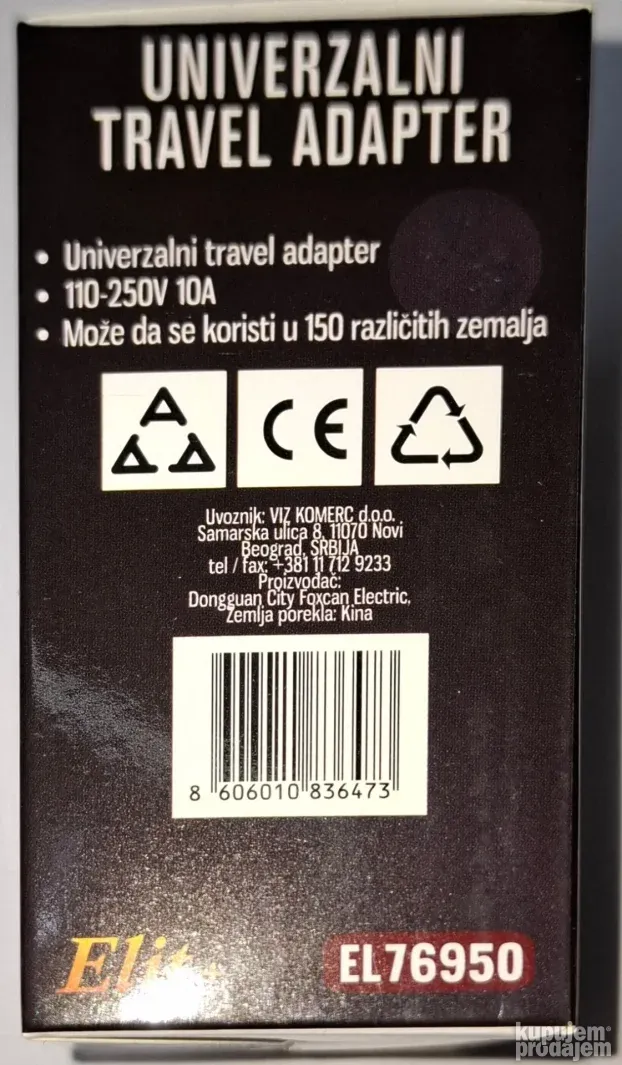 UNIVERZALNI
TRAVEL ADAPTER
• Univerzalni travel adapter
• 110-250V 10A
• Može da se koristi u 150 različitih zemalja
CE
Uvoznik: VIZ KOMERC d.o.o.
Samarska ulica 8, 11070 Novi
Beograd, SRBIJA
tel / fax: +381 11 712 9233
Proizvođač:
Dongguan City Foxcan Electric,
Zemlja porekla: Kina
8 606010 836473
EL76950
kupujem
prodajem